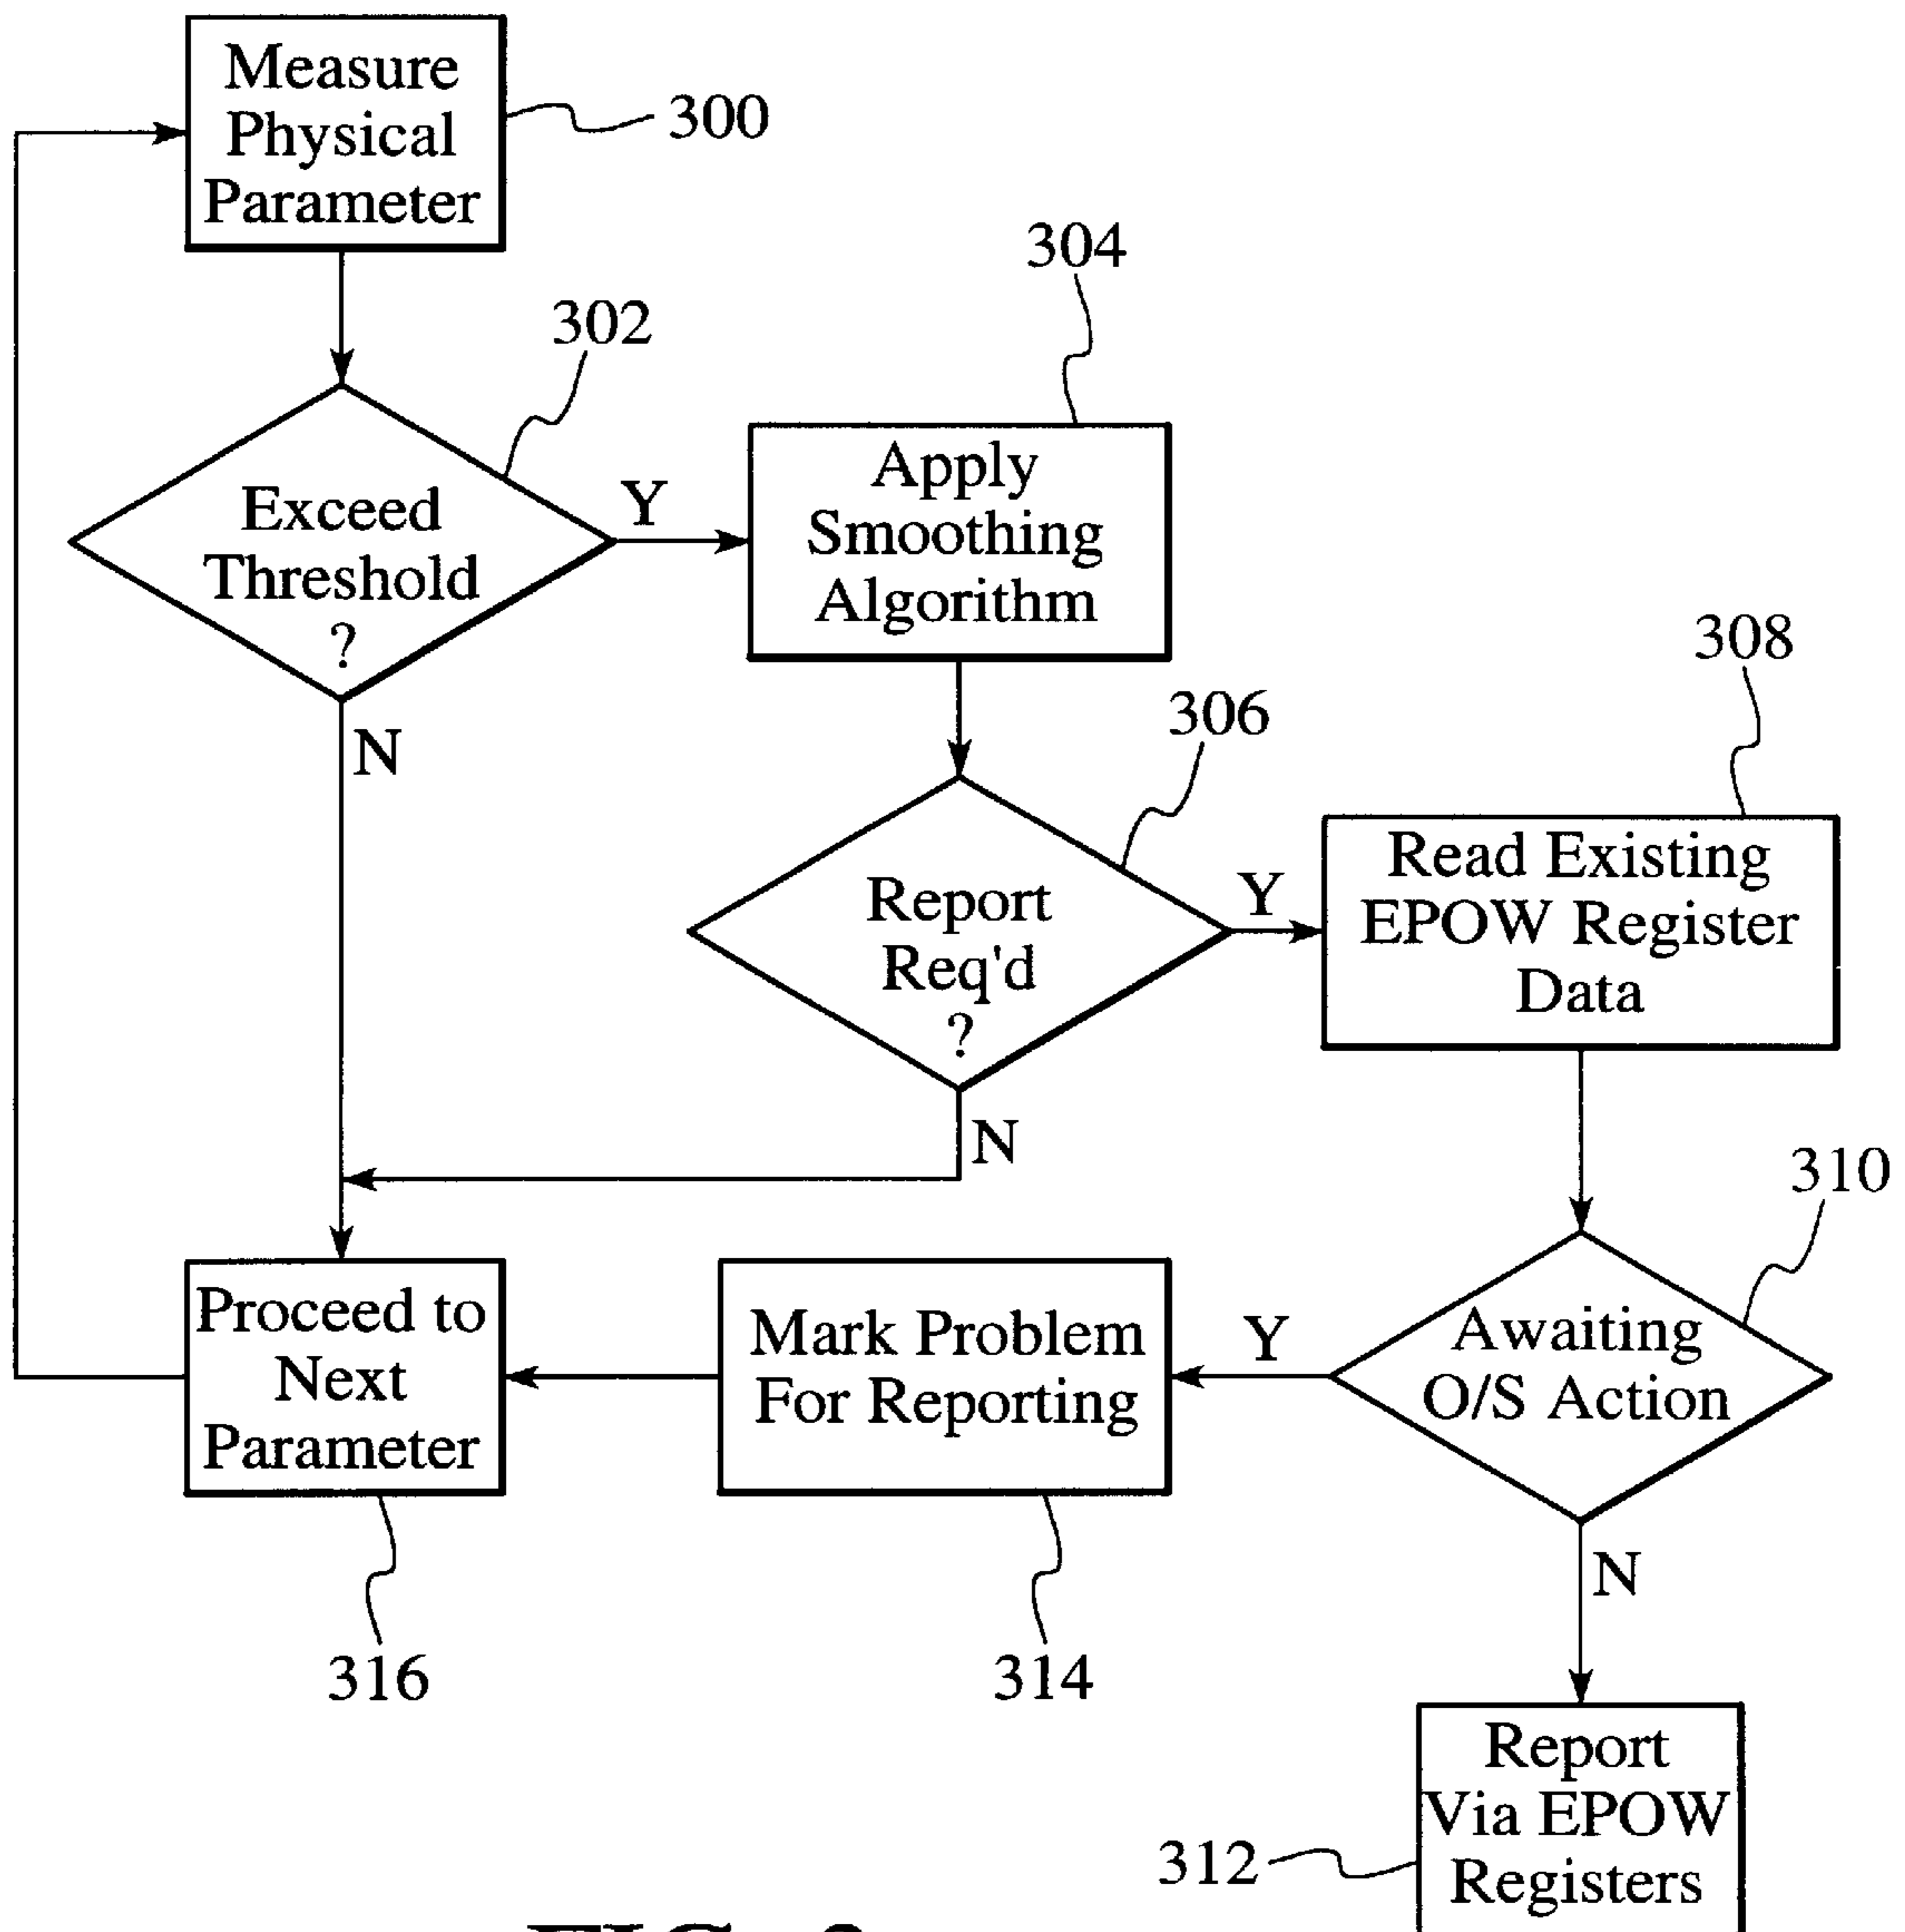 Measure
Physical
Parameter
300
304
302
Exceed
Threshold
?
Y
Apply
Smoothing
Algorithm
308
306
N
Report
Req'd
?
Y
Read Existing
EPOW Register
Data
N
310
Proceed to
Next
Parameter
Mark Problem
For Reporting
Y
Awaiting
O/S Action
N
316
314
Report
Via EPOW
Registers
312